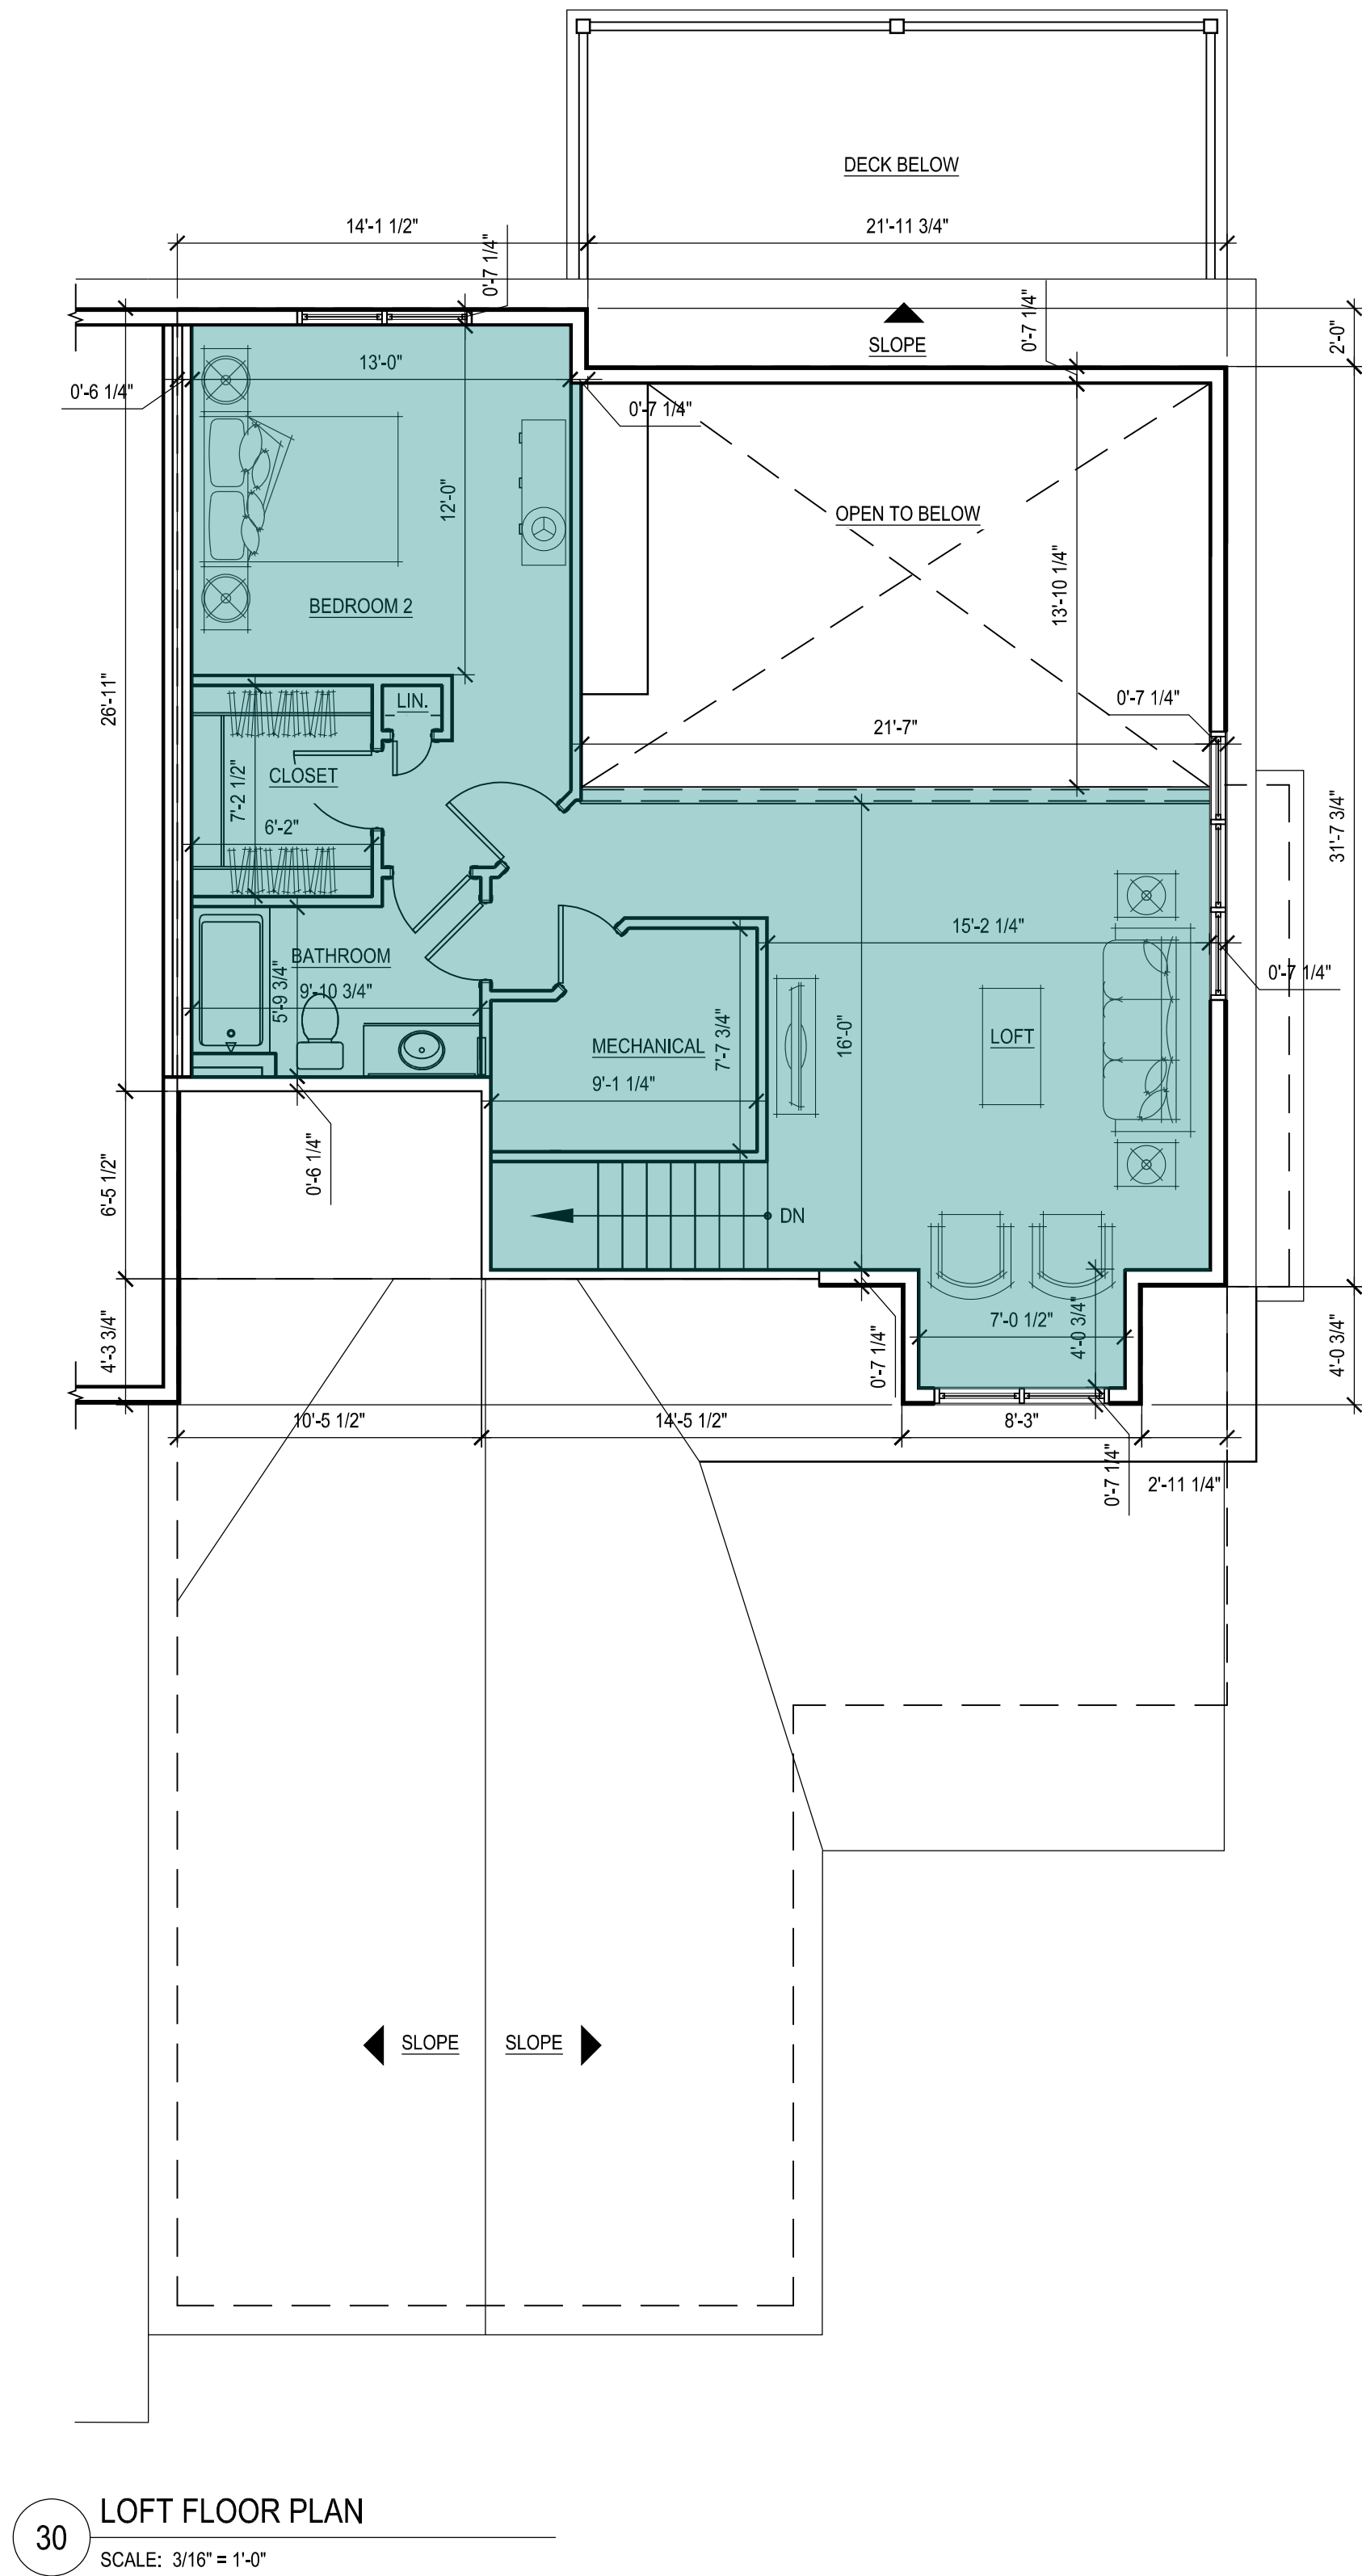 DECK BELOW
14'-1 1/2"
21'-11 3/4"
0'-7 1/4"
0'-7 1/4"
SLOPE
2'-0"
13'-0"
0'-6 1/4"
0'-7 1/4"
12'-0"
OPEN TO BELOW
13'-10 1/4"
BEDROOM 2
26'-11"
LIN.
0'-7 1/4"
21'-7"
CLOSET
7'-2 1/2"
6'-2"
31'-7 3/4"
15'-2 1/4"
BATHROOM
0'-7 1/4"
5'-9 3/4"
9'-10 3/4"
MECHANICAL
7'-7 3/4"
16'-0"
LOFT
9'-1 1/4"
0'-6 1/4"
6'-5 1/2"
DN
7'-0 1/2"
4'-0 3/4"
4'-3 3/4"
0'-7 1/4"
4'-0 3/4"
10'-5 1/2"
14'-5 1/2"
8'-3"
0'-7 1/4"
2'-11 1/4"
SLOPE
SLOPE
30
LOFT FLOOR PLAN
SCALE: 3/16" = 1'-0"